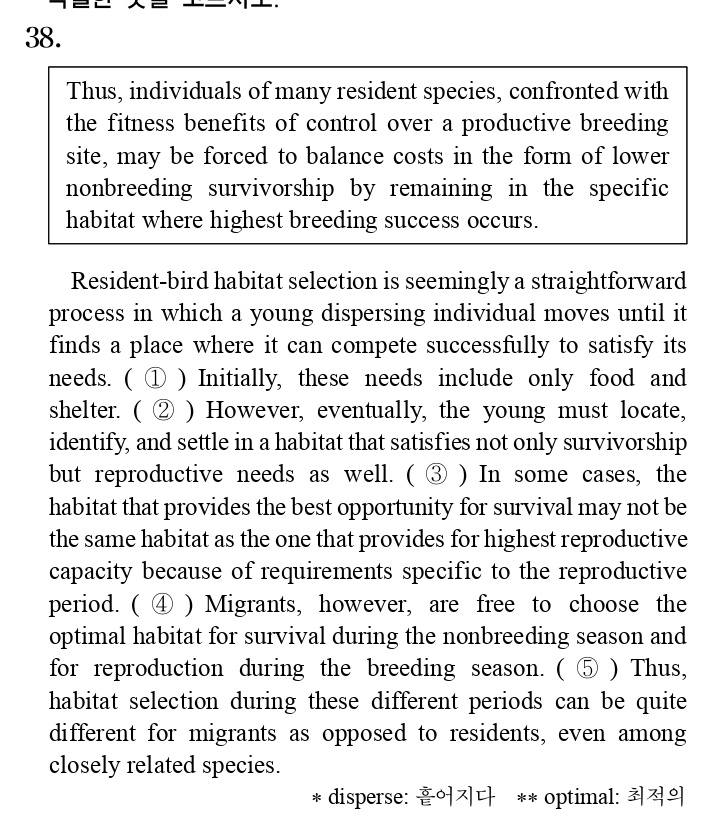 적절한 곳을 고르시오.
38.
Thus, individuals of many resident species, confronted with
the fitness benefits of control over a productive breeding
site, may be forced to balance costs in the form of lower
nonbreeding survivorship by remaining in the specific
habitat where highest breeding success occurs.
Resident-bird habitat selection is seemingly a straightforward
process in which a young dispersing individual moves until it
finds a place where it can compete successfully to satisfy its
needs. ( ① ) Initially, these needs include only food and
shelter. ( ② ) However, eventually, the young must locate,
identify, and settle in a habitat that satisfies not only survivorship
but reproductive needs as well. ( ③ ) In some cases, the
habitat that provides the best opportunity for survival may not be
the same habitat as the one that provides for highest reproductive
capacity because of requirements specific to the reproductive
period. ( ④ ) Migrants, however, are free to choose the
optimal habitat for survival during the nonbreeding season and
for reproduction during the breeding season. ( ⑤ ) Thus,
habitat selection during these different periods can be quite
different for migrants as opposed to residents, even among
closely related species.
* disperse: 흩어지다 ** optimal: 최적의